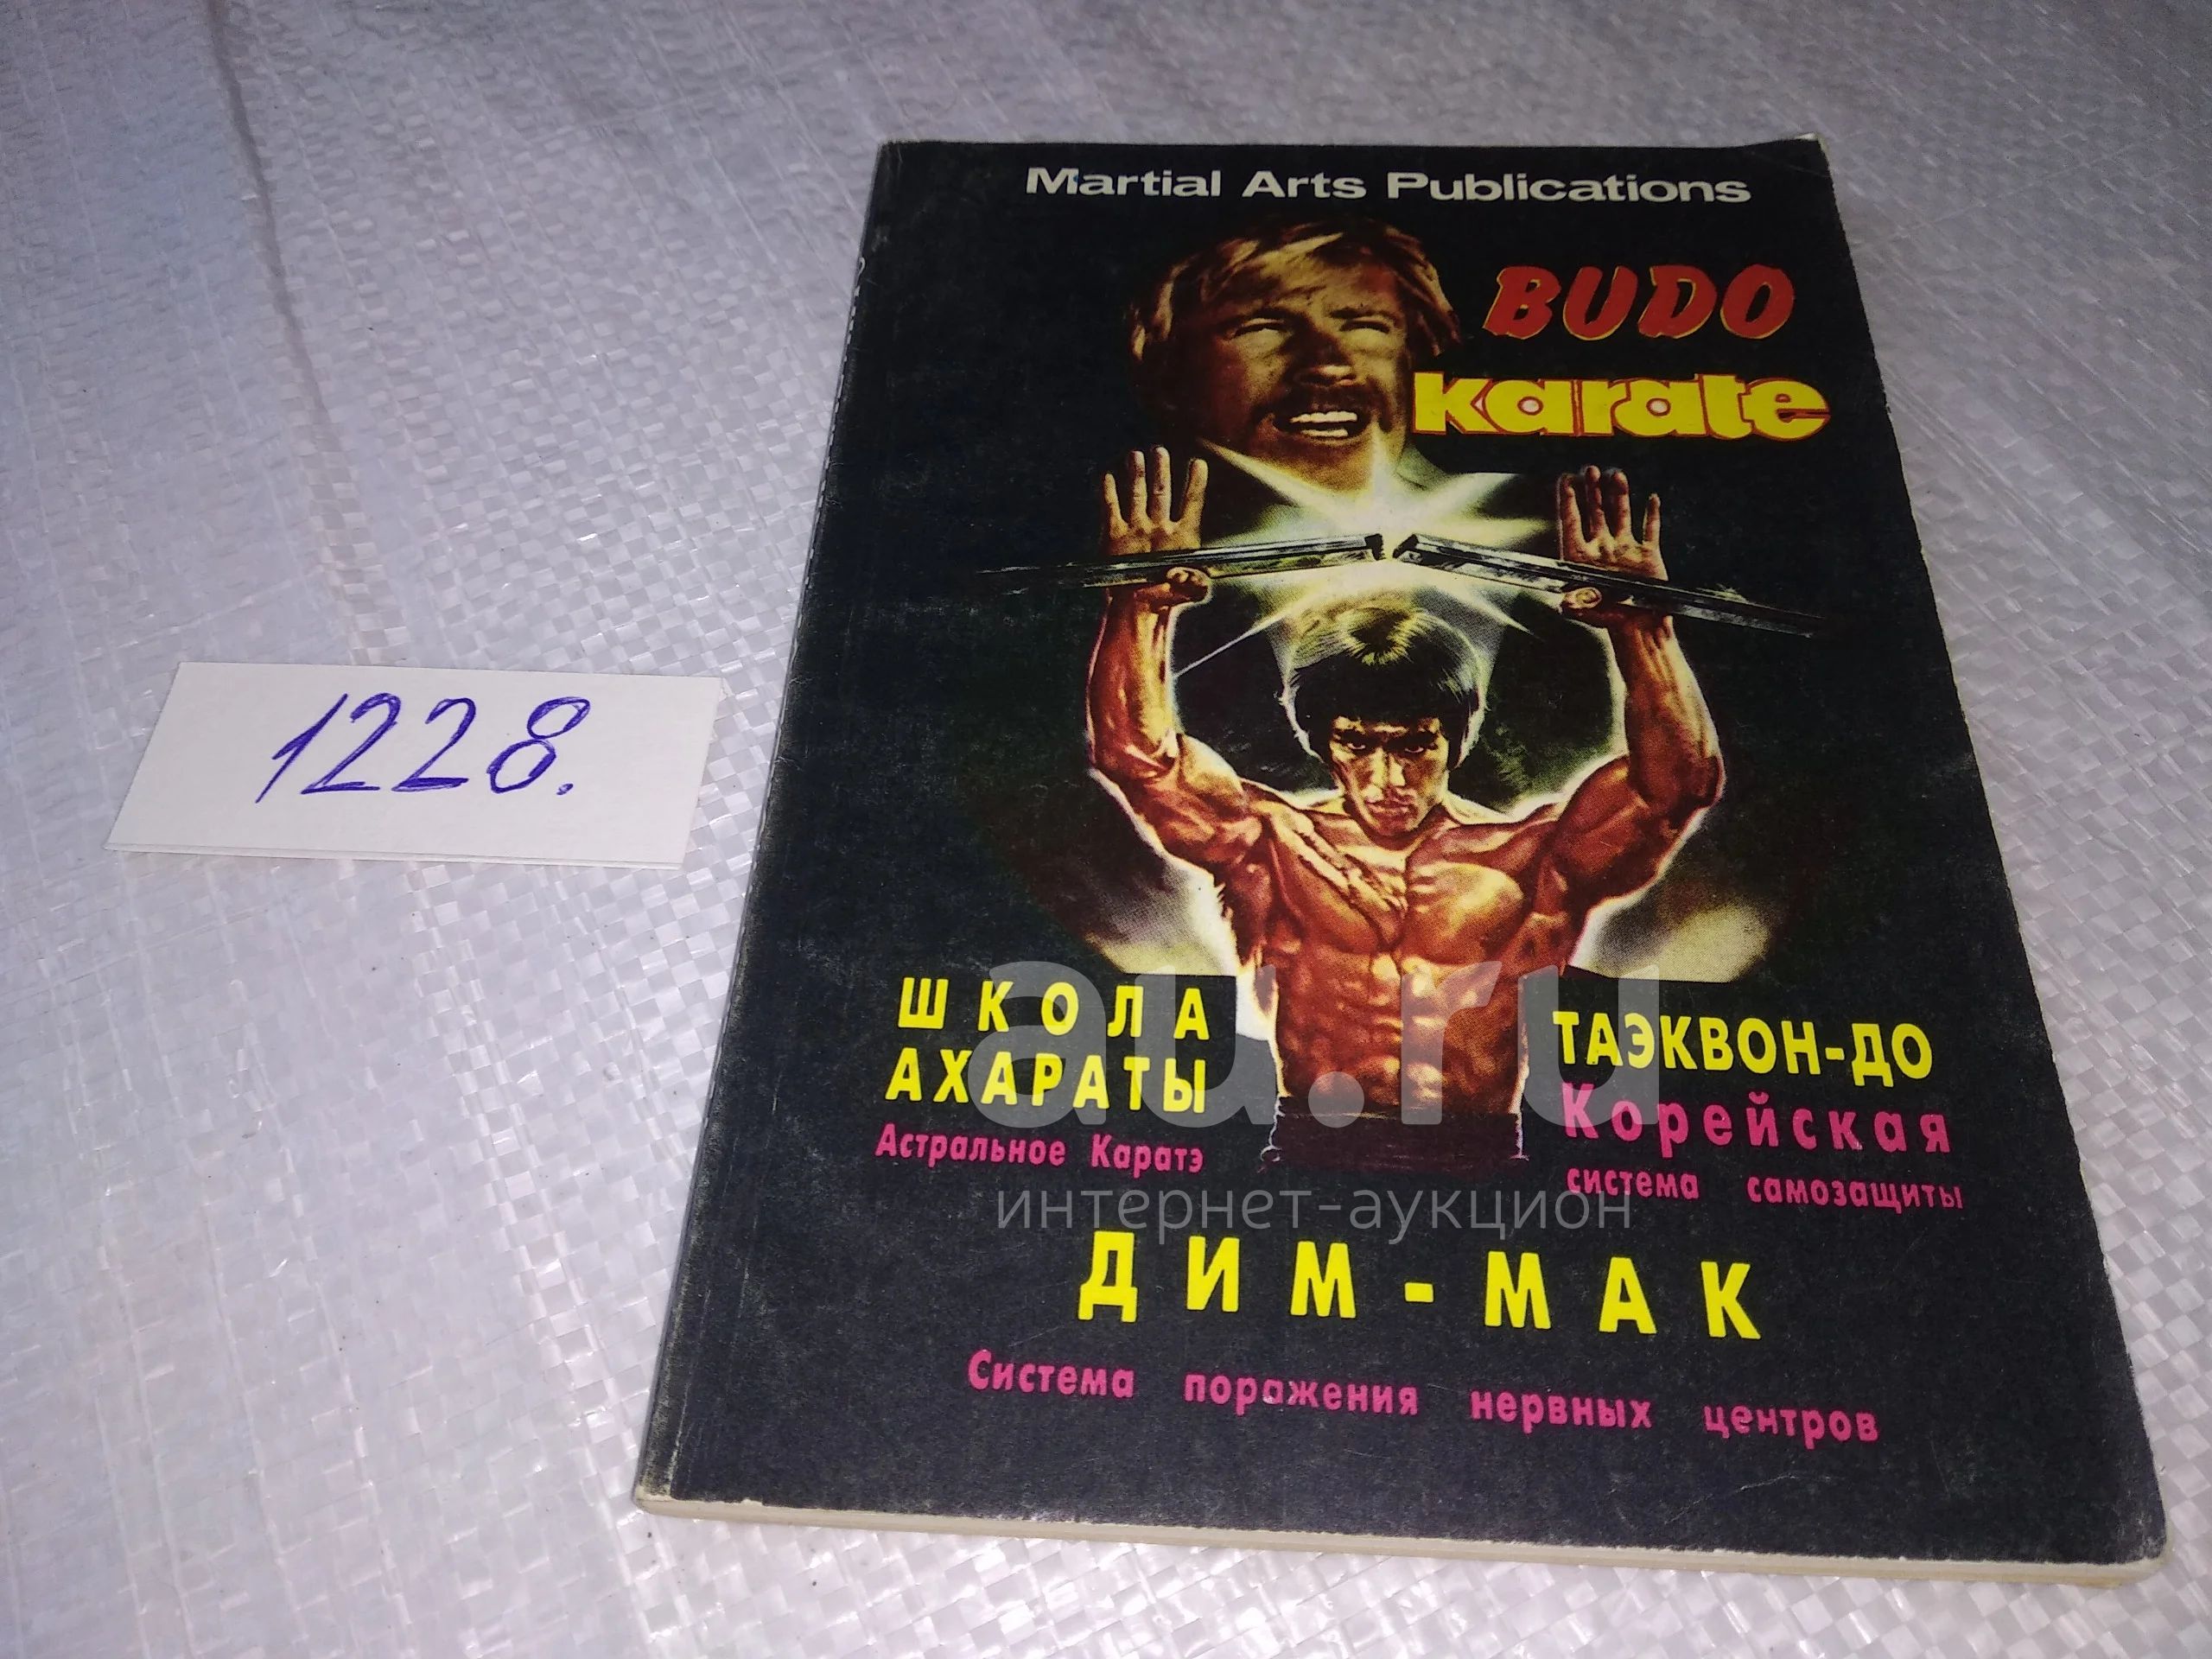 Martial Arts Publications
BUDO
karate
1228.
ШКОЛА
АХАРАТЫ
Астральное Каратэ
ТАЭКВОН-ДО
Корейская
система самозащиты
au.ru
интернет-аукцион
ДИМ-МАК
Система поражения нервных центров